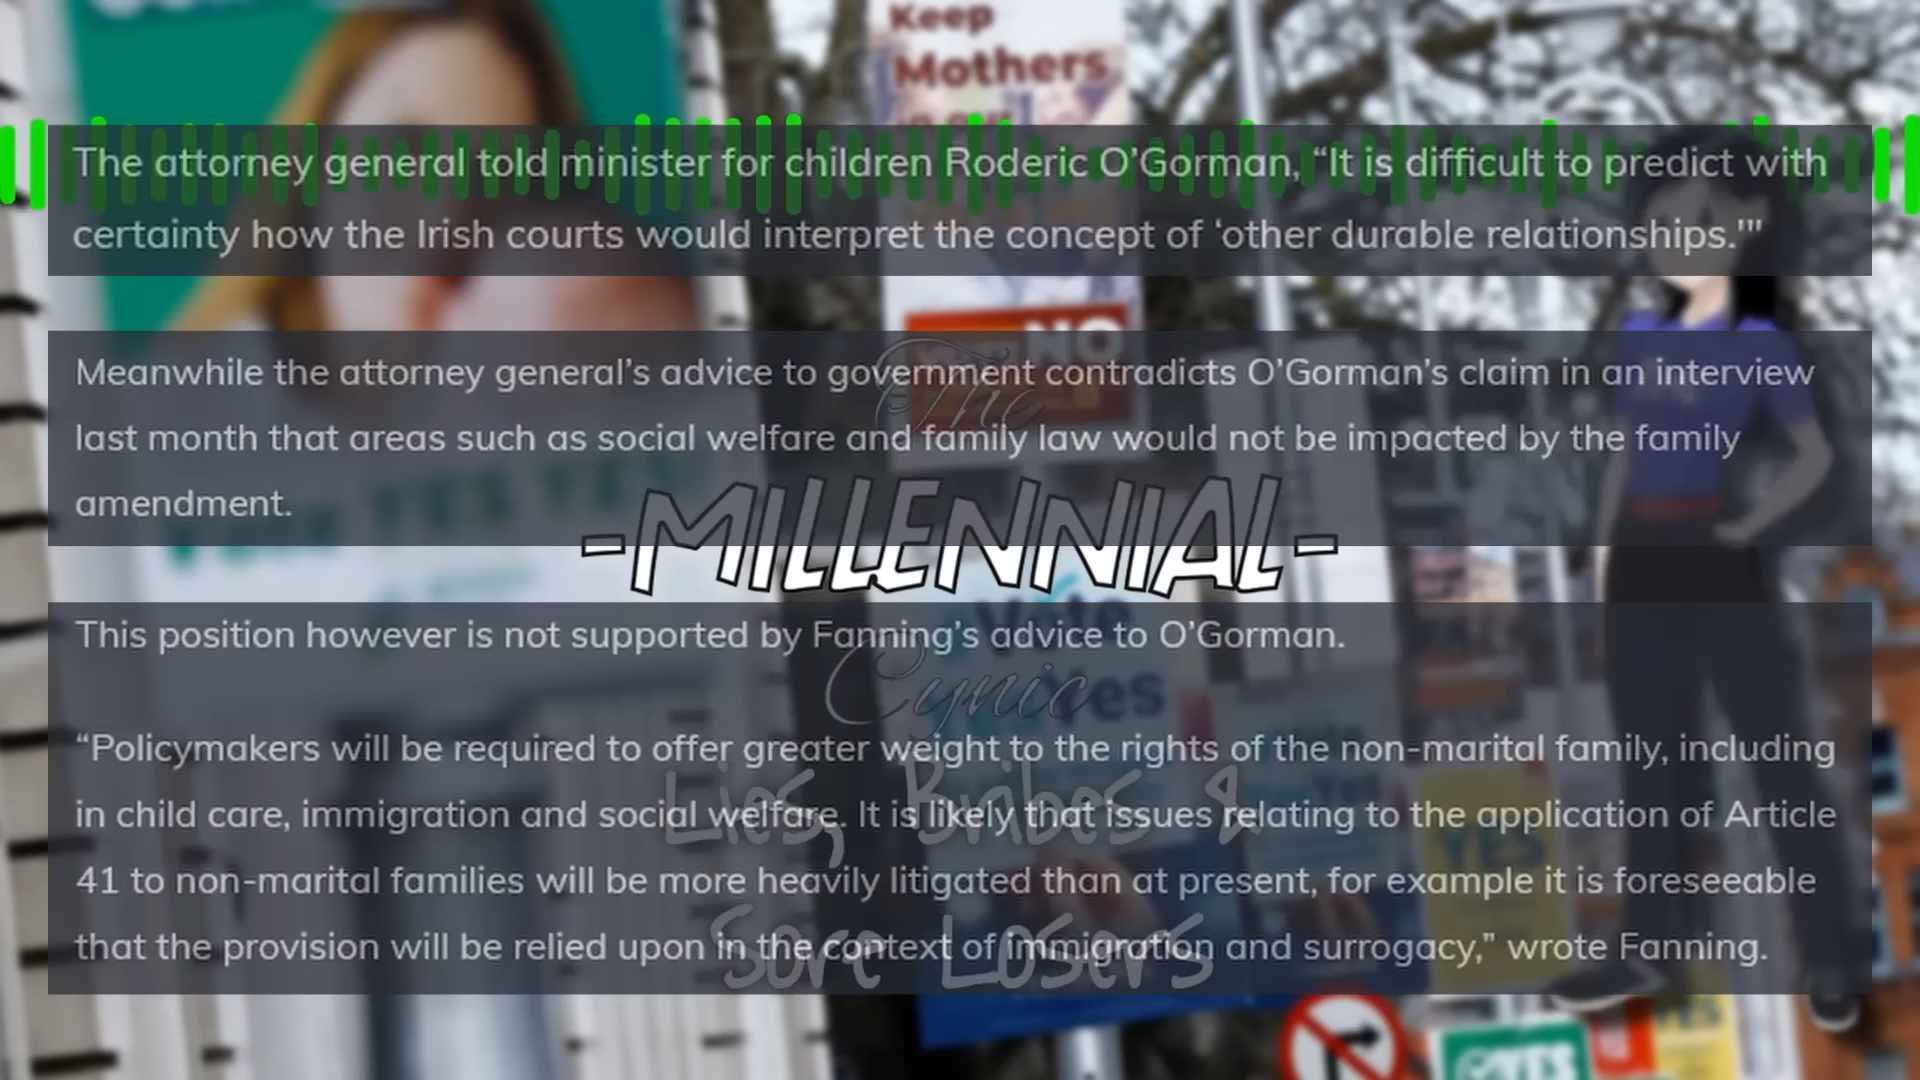 Keep
Mothers
The attorney general told minister for children Roderic O’Gorman, “It is difficult to predict with
certainty how the Irish courts would interpret the concept of ‘other durable relationships.'”
NO
The
Meanwhile the attorney general’s advice to government contradicts O’Gorman’s claim in an interview
last month that areas such as social welfare and family law would not be impacted by the family
amendment.
-MILLENNIAL-
Vote
This position however is not supported by Fanning’s advice to O’Gorman.
Cynic
Yes
“Policymakers will be required to offer greater weight to the rights of the non-marital family, including
in child care, immigration and social welfare. It is likely that issues relating to the application of Article
41 to non-marital families will be more heavily litigated than at present, for example it is foreseeable
that the provision will be relied upon in the context of immigration and surrogacy,” wrote Fanning.
Lies, Bribes &
Sore Losers
YES
YES
YES